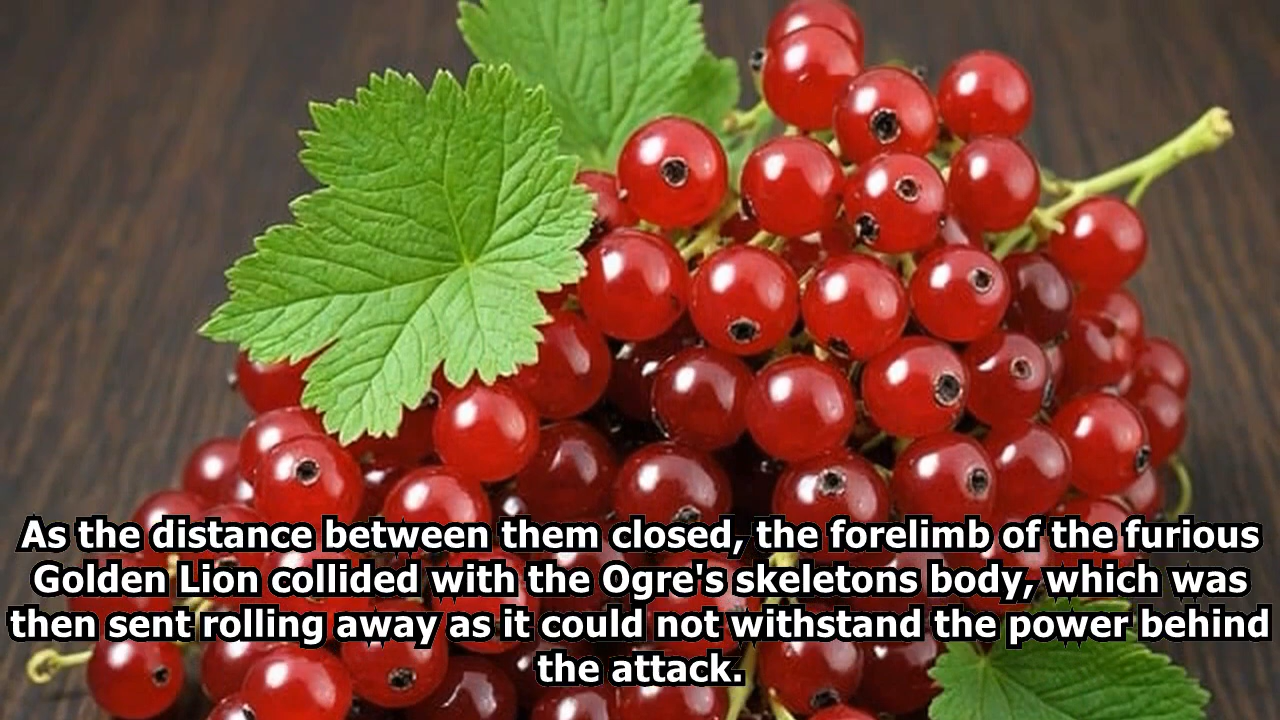 As the distance between them closed, the forelimb of the furious
Golden Lion collided with the Ogre's skeletons body, which was
then sent rolling away as it could not withstand the power behind
the attack.